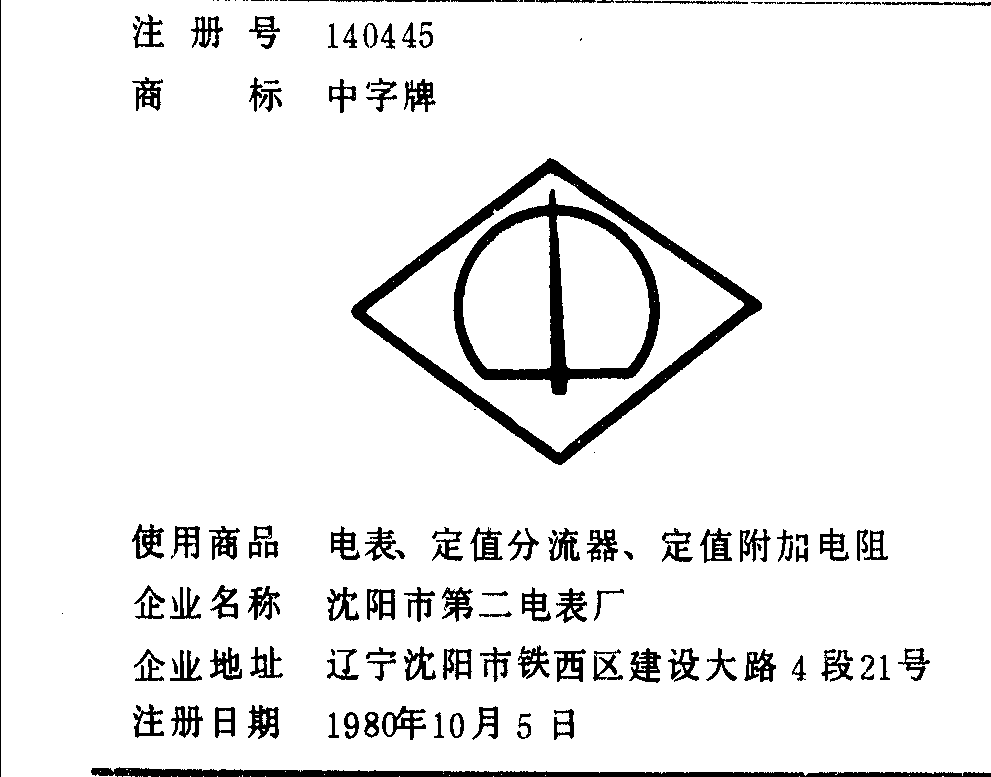 注册号 140445
商标 中字牌
使用商品 电表、定值分流器、定值附加电阻
企业名称 沈阳市第二电表厂
企业地址 辽宁沈阳市铁西区建设大路4段21号
注册日期 1980年10月5日